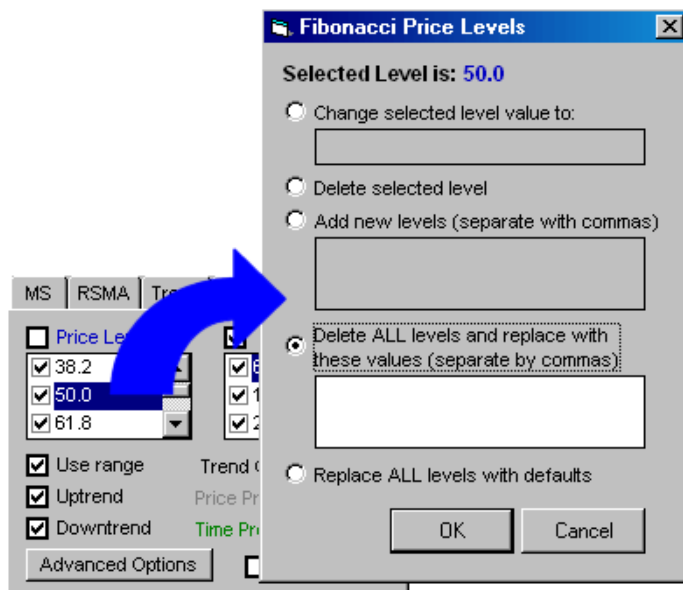 Fibonacci Price Levels
Selected Level is: 50.0
Change selected level value to:
Delete selected level
Add new levels (separate with commas)
Delete ALL levels and replace with
these values (separate by commas)
Replace ALL levels with defaults
OK Cancel
MS RSMA
Price
38.2
50.0
61.8
Use range Trend
Uptrend Price
Downtrend Time
Advanced Options